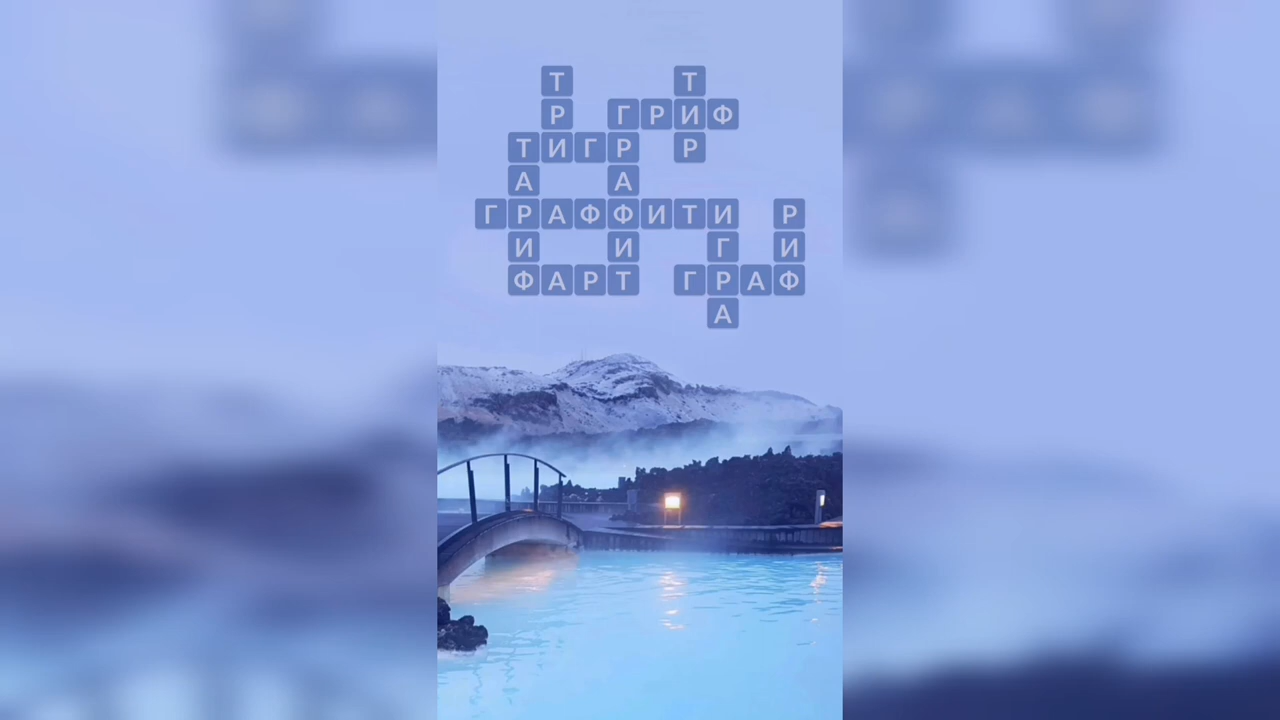 Т Т
Р ГРИФ
ТИГР Р
А А
ГРАФФИТИ Р
И И Г И
ФАРТ ГРАФ
А